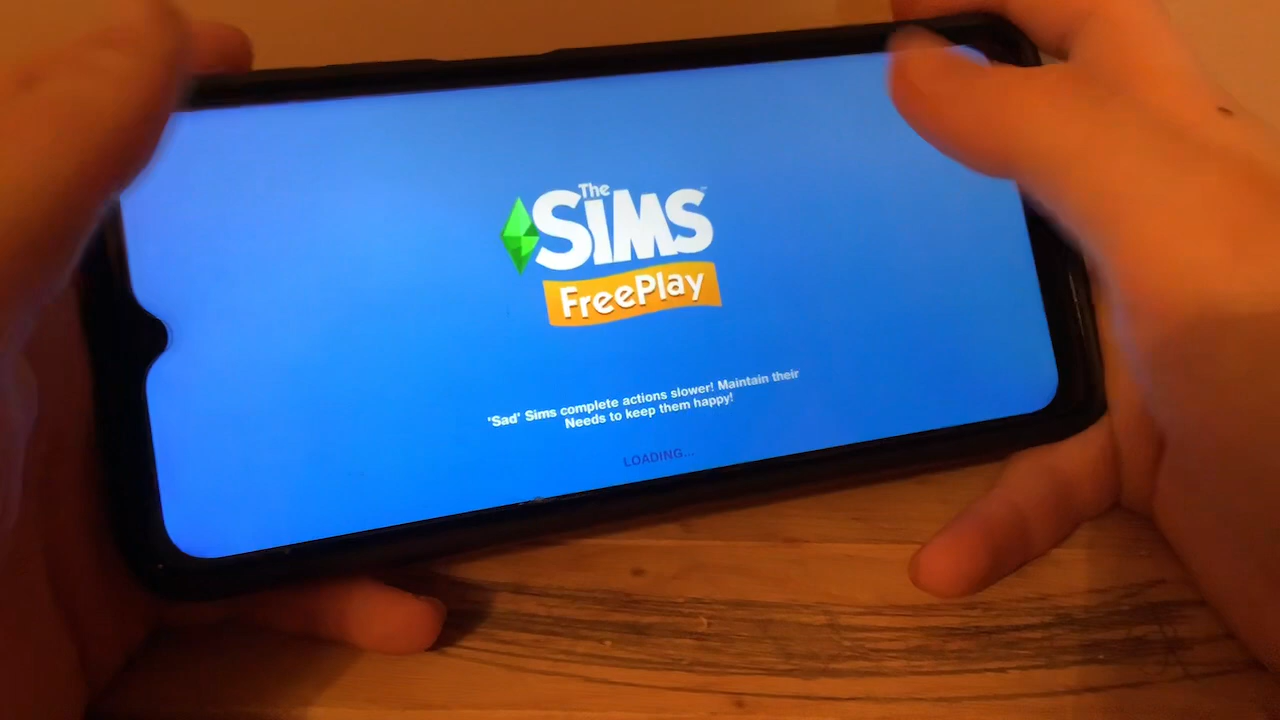 The
SiMS
FreePlay
'Sad' Sims complete actions slower! Maintain their
Needs to keep them happy!
LOADING...